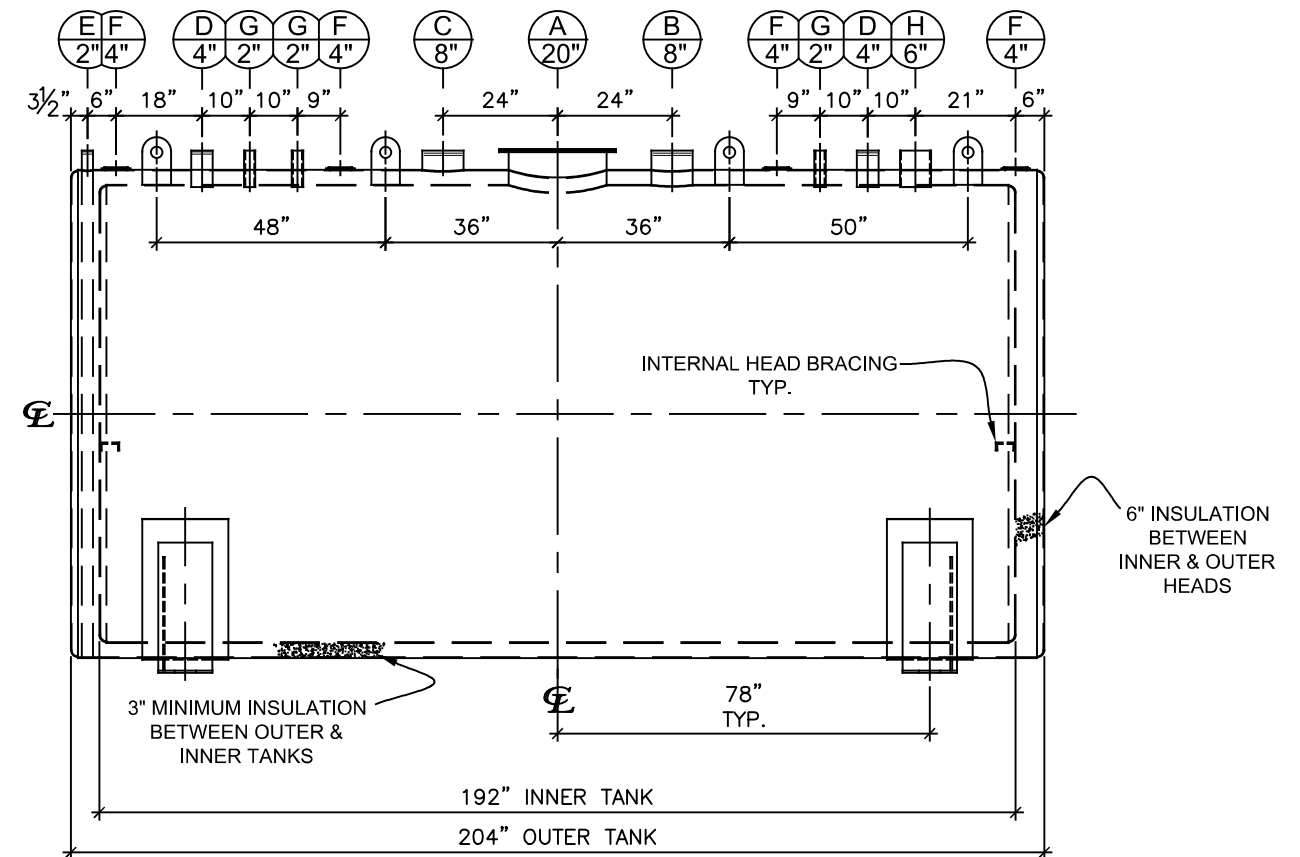 E F D G G F C A B F G D H F
2" 4" 4" 2" 2" 4" 8" 20" 8" 4" 2" 4" 6" 4"
3½" 6" 18" 10" 10" 9" 24" 24" 9" 10" 10" 21" 6"
48" 36" 36" 50"
INTERNAL HEAD BRACING
TYP.
℄
6" INSULATION
BETWEEN
INNER & OUTER
HEADS
3" MINIMUM INSULATION
BETWEEN OUTER &
INNER TANKS
℄
78"
TYP.
192" INNER TANK
204" OUTER TANK